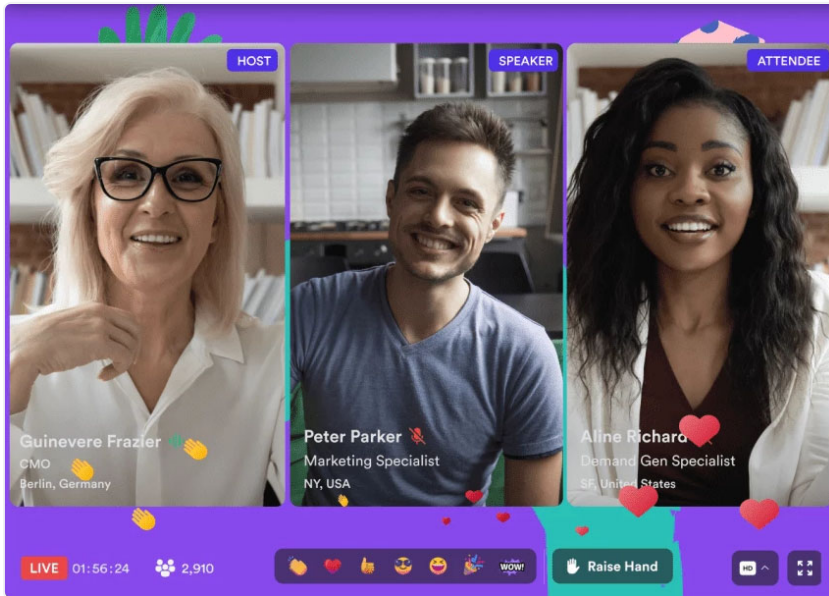 HOST
SPEAKER
ATTENDEE
Guinevere Frazier
CMO
Berlin, Germany
Peter Parker
Marketing Specialist
NY, USA
Aline Richard
Demand Gen Specialist
SF, United States
LIVE 01:56:24 2,910
WOW!
Raise Hand
HD